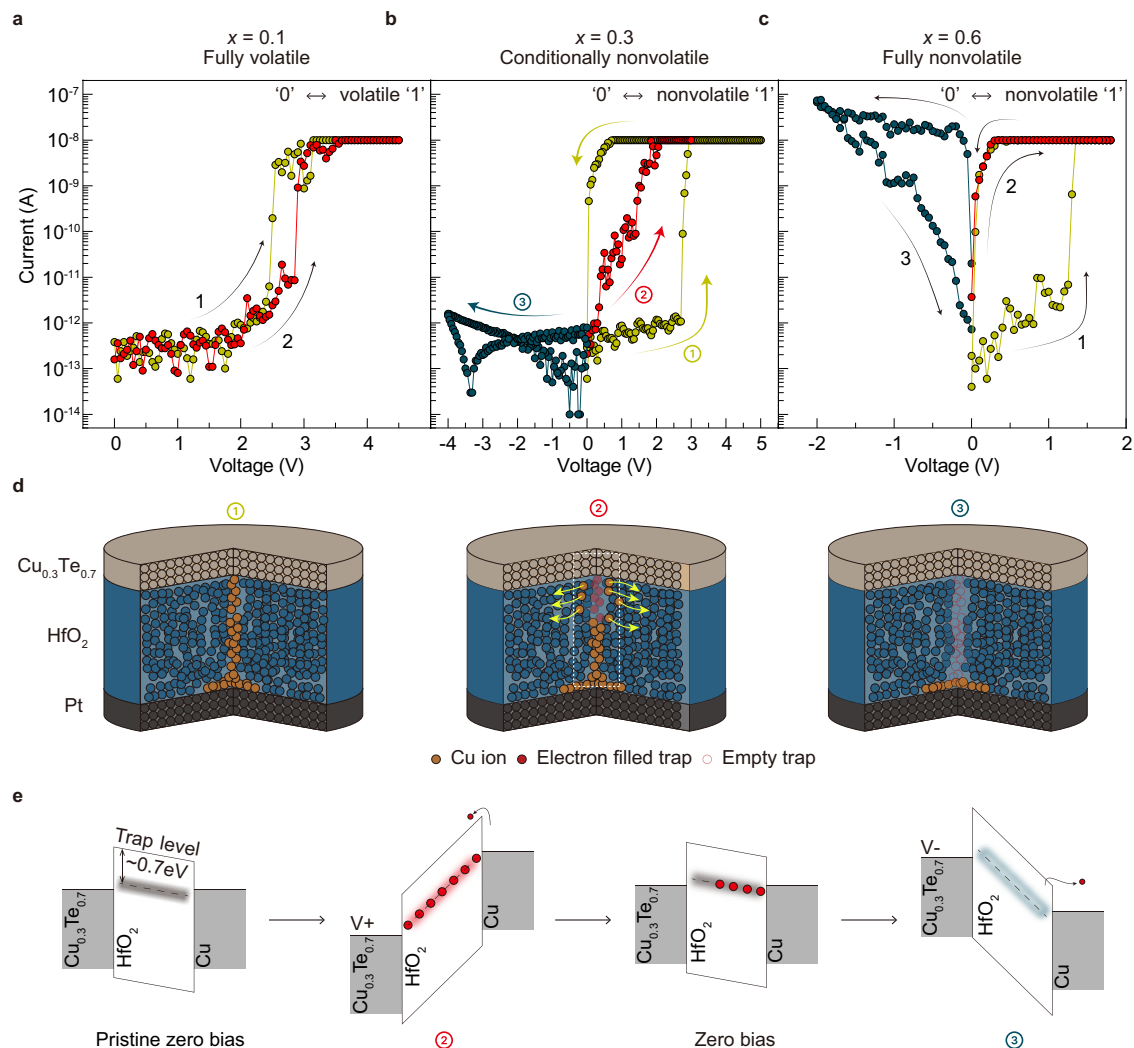 a
b
c
x = 0.1
Fully volatile
x = 0.3
Conditionally nonvolatile
x = 0.6
Fully nonvolatile
'0' ↔ volatile '1'
'0' ↔ nonvolatile '1'
'0' ↔ nonvolatile '1'
Current (A)
10⁻⁷
10⁻⁸
10⁻⁹
10⁻¹⁰
10⁻¹¹
10⁻¹²
10⁻¹³
10⁻¹⁴
1
2
①
②
③
1
2
3
0 1 2 3 4
-4 -3 -2 -1 0 1 2 3 4 5
-2 -1 0 1 2
Voltage (V)
Voltage (V)
Voltage (V)
d
① ② ③
Cu₀.₃Te₀.₇
HfO₂
Pt
Cu ion Electron filled trap Empty trap
e
Trap level
~0.7eV
Cu₀.₃Te₀.₇
HfO₂
Cu
V+
Cu₀.₃Te₀.₇
HfO₂
Cu
Cu₀.₃Te₀.₇
HfO₂
Cu
V-
Cu₀.₃Te₀.₇
HfO₂
Cu
Pristine zero bias ② Zero bias ③